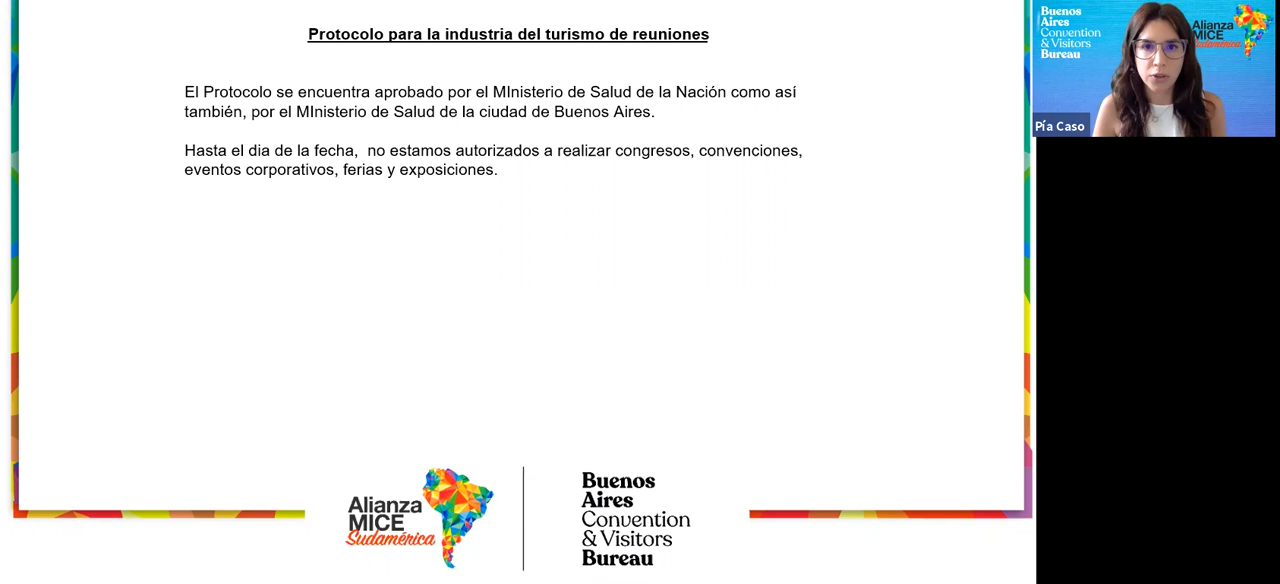 Protocolo para la industria del turismo de reuniones
El Protocolo se encuentra aprobado por el MInisterio de Salud de la Nación como así
también, por el MInisterio de Salud de la ciudad de Buenos Aires.
Hasta el dia de la fecha,  no estamos autorizados a realizar congresos, convenciones,
eventos corporativos, ferias y exposiciones.
Alianza
MICE
Sudamérica
Buenos
Aires
Convention
& Visitors
Bureau
Buenos
Aires
Convention
& Visitors
Bureau
Alianza
MICE
Sudamérica
Pía Caso